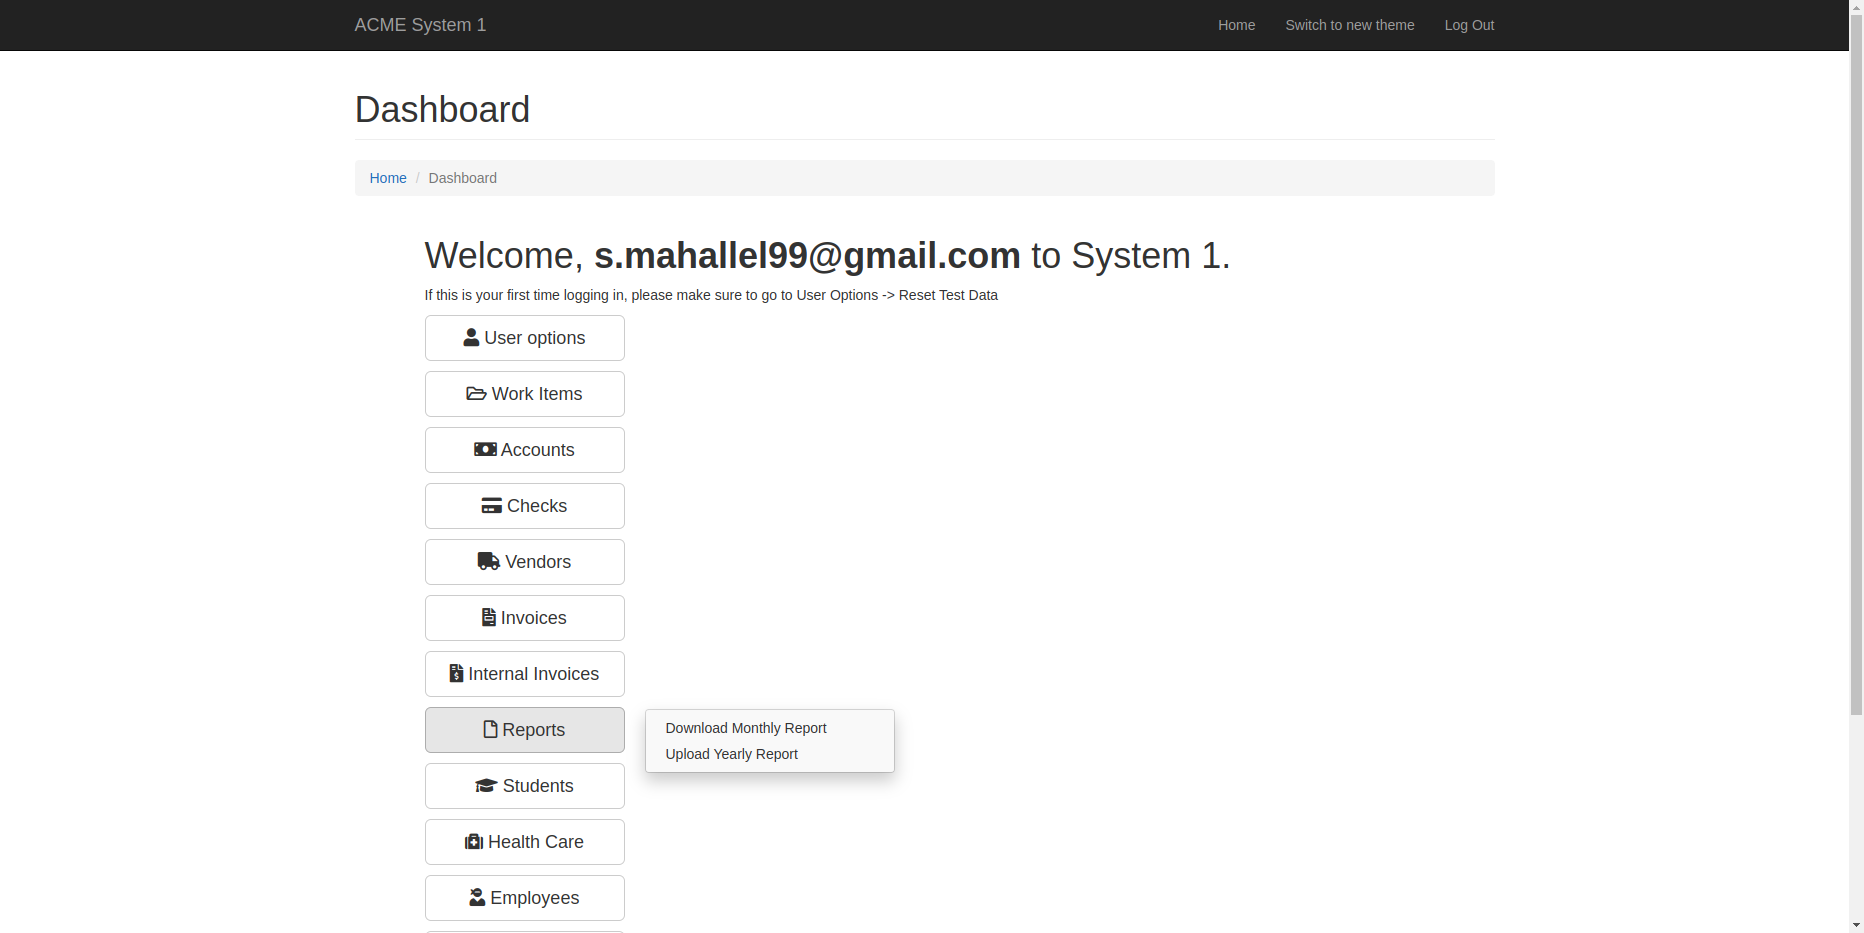 ACME System 1
Home
Switch to new theme
Log Out
Dashboard
Home / Dashboard
Welcome, s.mahallel99@gmail.com to System 1.
If this is your first time logging in, please make sure to go to User Options -> Reset Test Data
User options
Work Items
Accounts
Checks
Vendors
Invoices
Internal Invoices
Reports
Download Monthly Report
Upload Yearly Report
Students
Health Care
Employees